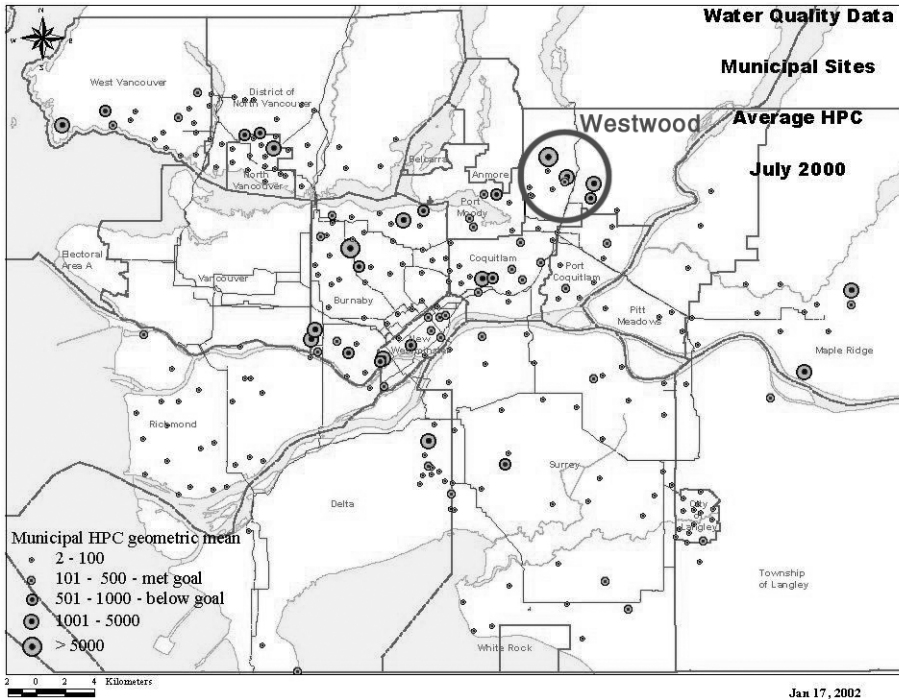 Water Quality Data
Municipal Sites
Average HPC
July 2000
N
W
E
S
West Vancouver
District of
North Vancouver
North
Vancouver
Belcarra
Anmore
Westwood
Port
Moody
Electoral
Area A
Vancouver
Burnaby
Coquitlam
Port
Coquitlam
Pitt
Meadows
Maple Ridge
New
Westminster
Richmond
Surrey
Delta
City
of
Langley
Township
of Langley
White Rock
Municipal HPC geometric mean
2 - 100
101 - 500 - met goal
501 - 1000 - below goal
1001 - 5000
> 5000
2 0 2 4 Kilometers
Jan 17, 2002